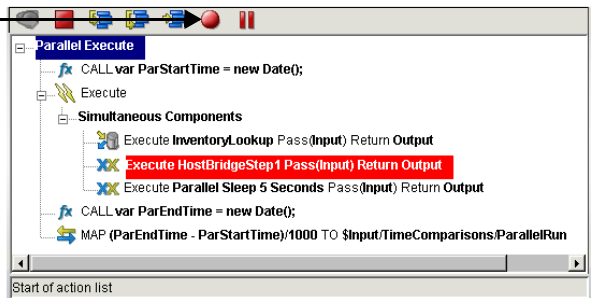 Parallel Execute
fx CALL var ParStartTime = new Date();
Execute
Simultaneous Components
Execute InventoryLookup Pass(Input) Return Output
Execute HostBridgeStep1 Pass(Input) Return Output
Execute Parallel Sleep 5 Seconds Pass(Input) Return Output
fx CALL var ParEndTime = new Date();
MAP (ParEndTime - ParStartTime)/1000 TO $Input/TimeComparisons/ParallelRun
Start of action list